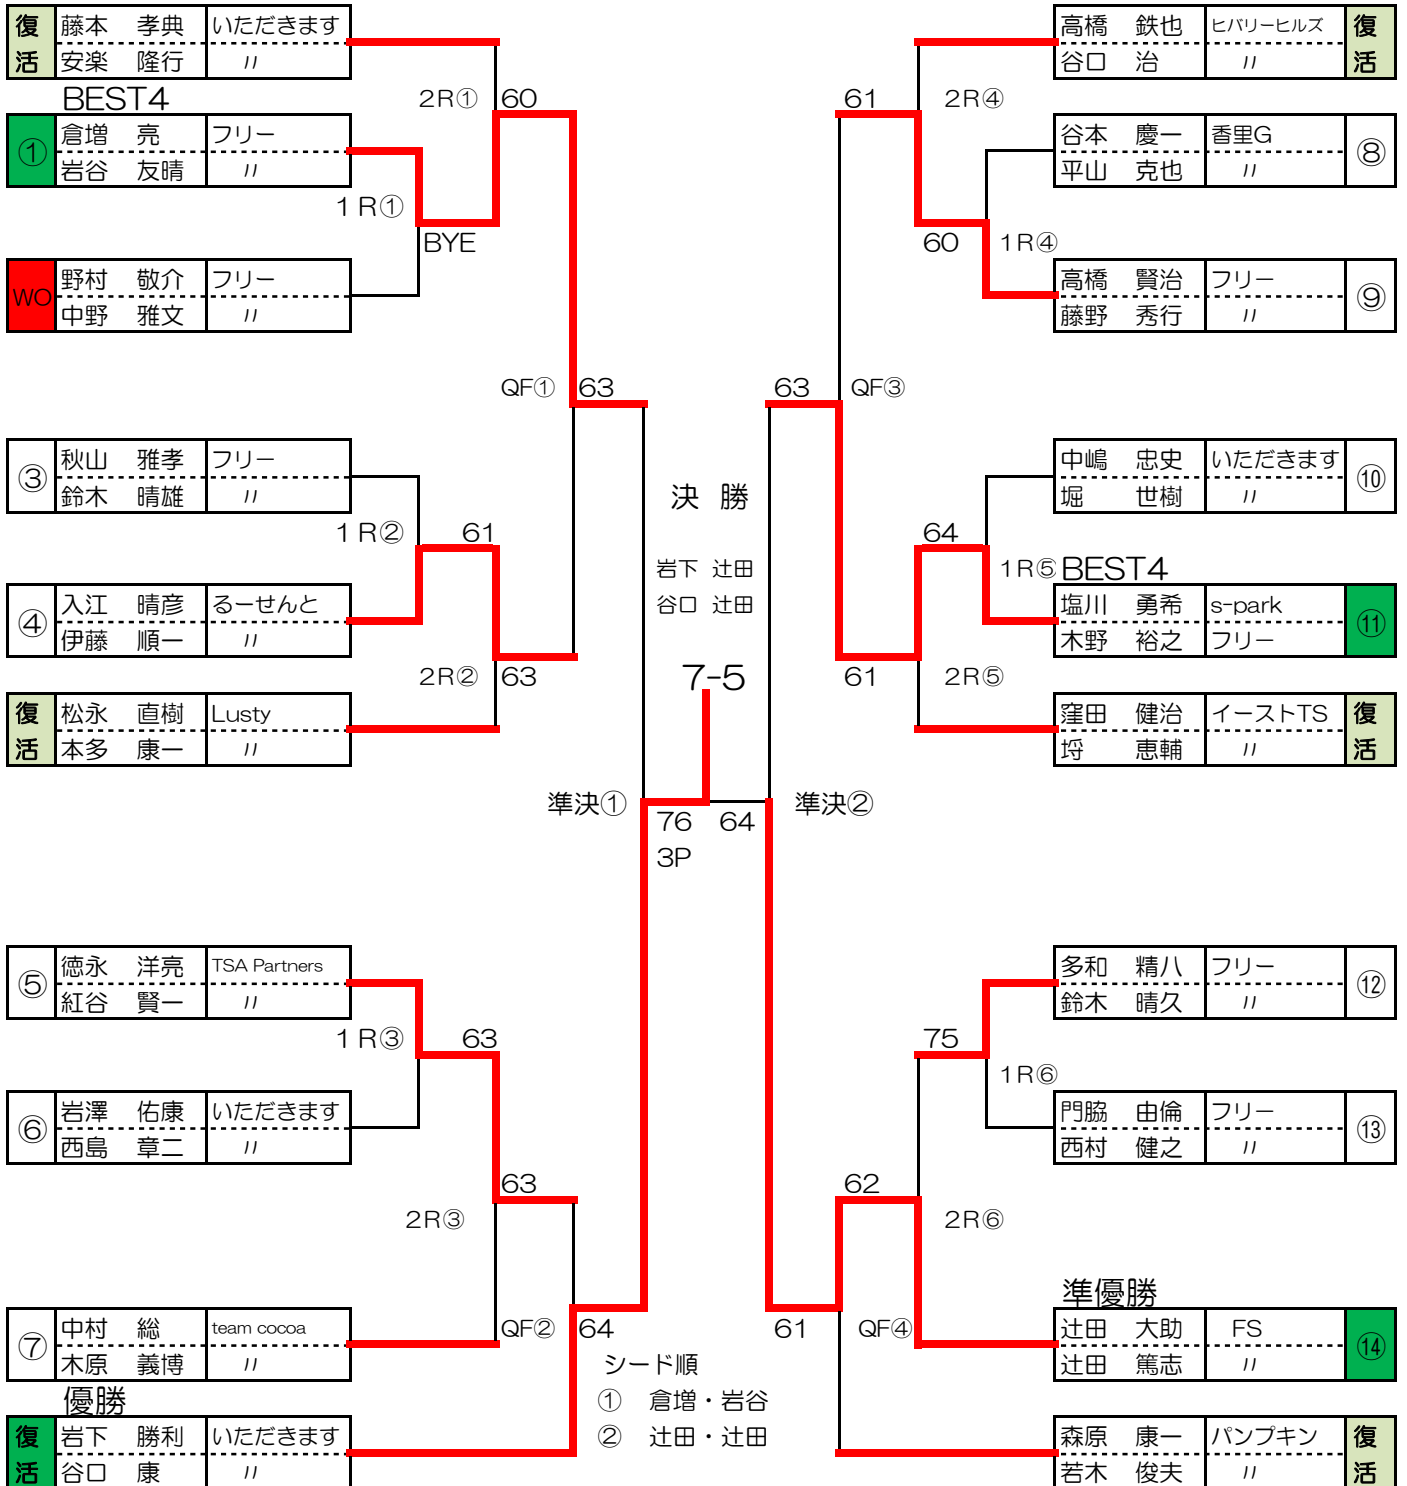 復活 藤本 孝典 いただきます
安楽 隆行 〃
BEST4
① 倉増 亮 フリー
岩谷 友晴 〃
2R① 60
1R①
BYE
WO 野村 敬介 フリー
中野 雅文 〃
QF① 63
③ 秋山 雅孝 フリー
鈴木 晴雄 〃
1R② 61
④ 入江 晴彦 るーせんと
伊藤 順一 〃
2R② 63
復活 松永 直樹 Lusty
本多 康一 〃
準決① 76
3P
⑤ 徳永 洋亮 TSA Partners
紅谷 賢一 〃
1R③ 63
⑥ 岩澤 佑康 いただきます
西島 章二 〃
63
2R③
⑦ 中村 総 team cocoa
木原 義博 〃
QF② 64
優勝
復活 岩下 勝利 いただきます
谷口 康 〃
決 勝
岩下 辻田
谷口 辻田
7-5
シード順
① 倉増・岩谷
② 辻田・辻田
高橋 鉄也 ヒバリーヒルズ 復活
谷口 治 〃
61 2R④
谷本 慶一 香里G ⑧
平山 克也 〃
60 1R④
高橋 賢治 フリー ⑨
藤野 秀行 〃
63 QF③
中嶋 忠史 いただきます ⑩
堀 世樹 〃
64
1R⑤ BEST4
塩川 勇希 s-park ⑪
木野 裕之 フリー
61 2R⑤
窪田 健治 イーストTS 復活
埒 恵輔 〃
64 準決②
多和 精八 フリー ⑫
鈴木 晴久 〃
75
1R⑥
門脇 由倫 フリー ⑬
西村 健之 〃
62
2R⑥
準優勝
辻田 大助 FS ⑭
辻田 篤志 〃
61 QF④
森原 康一 パンプキン 復活
若木 俊夫 〃